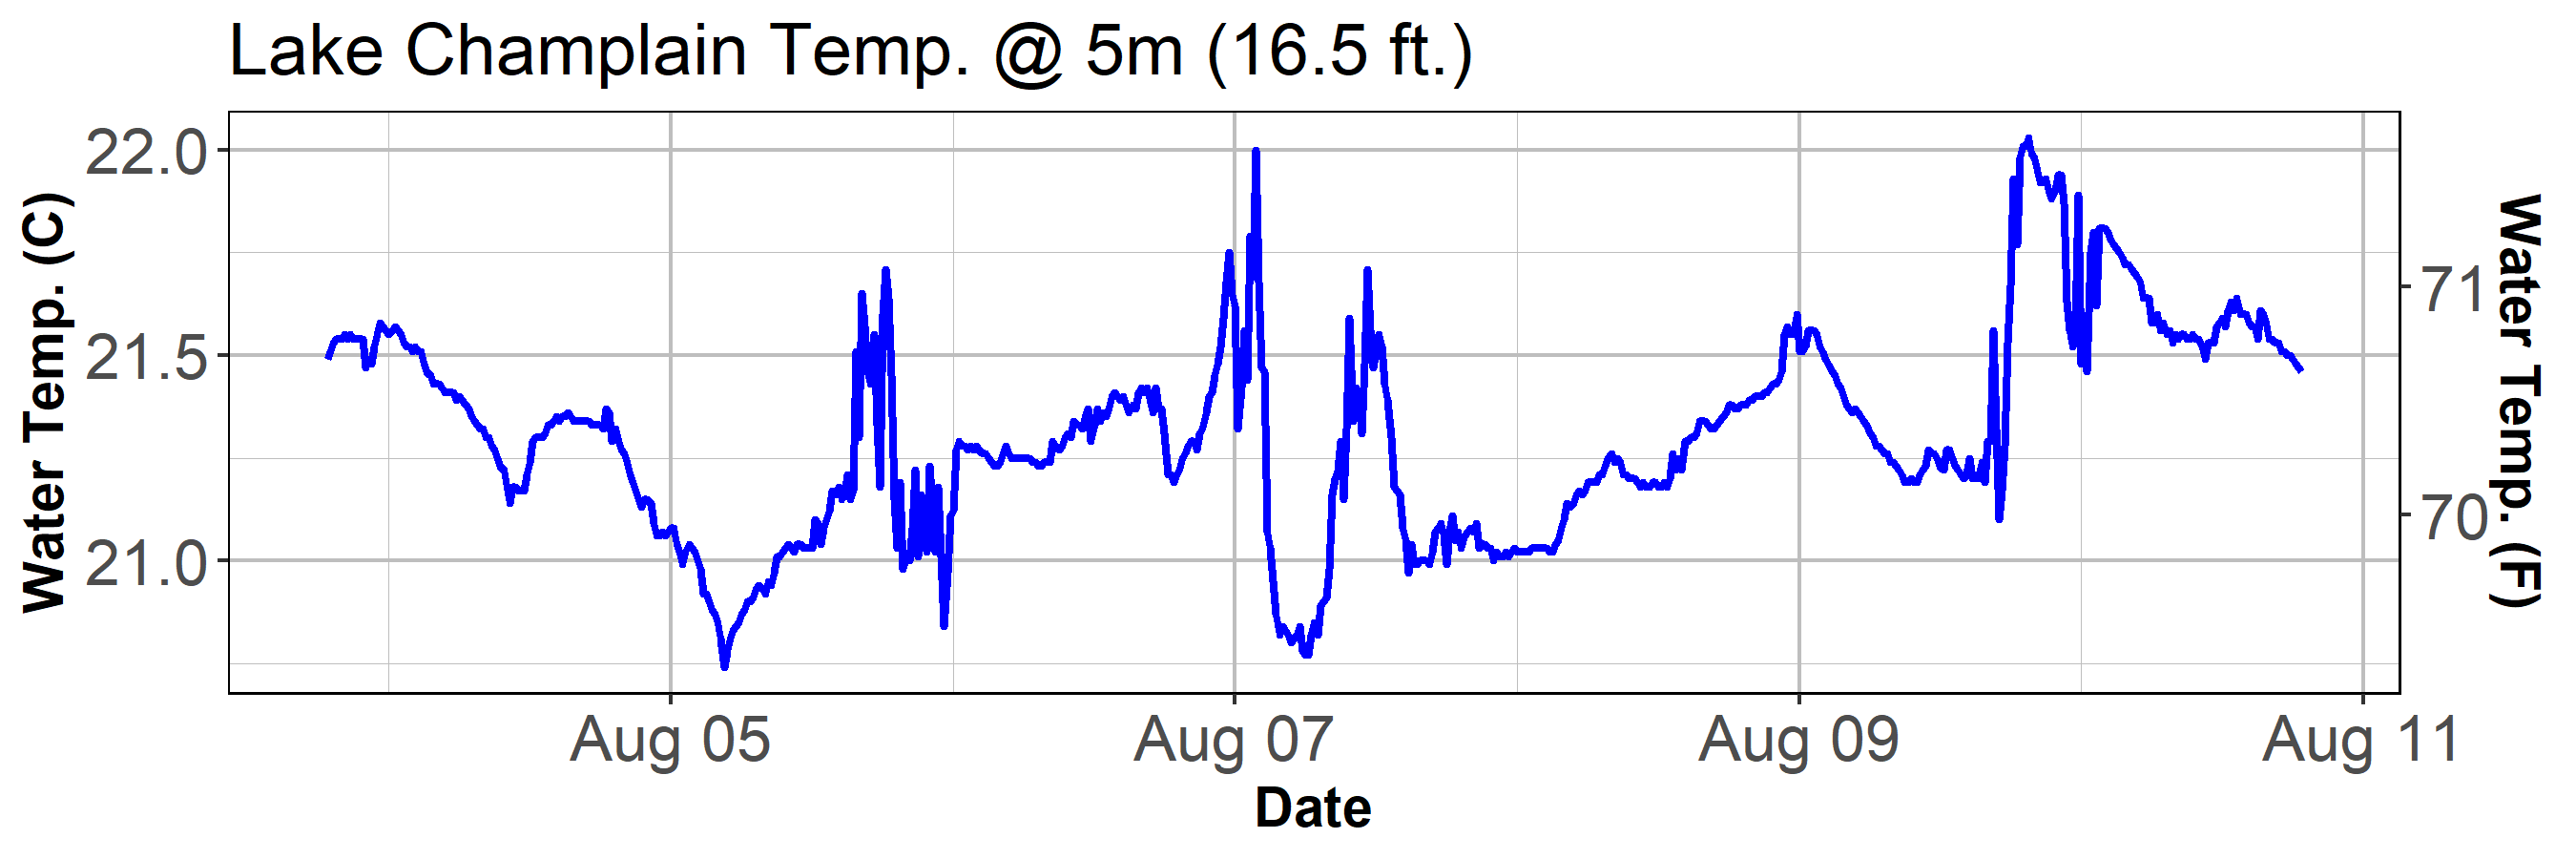 Lake Champlain Temp. @ 5m (16.5 ft.)
Water Temp. (C)
22.0
21.5
21.0
71
70
Water Temp. (F)
Aug 05
Aug 07
Aug 09
Aug 11
Date